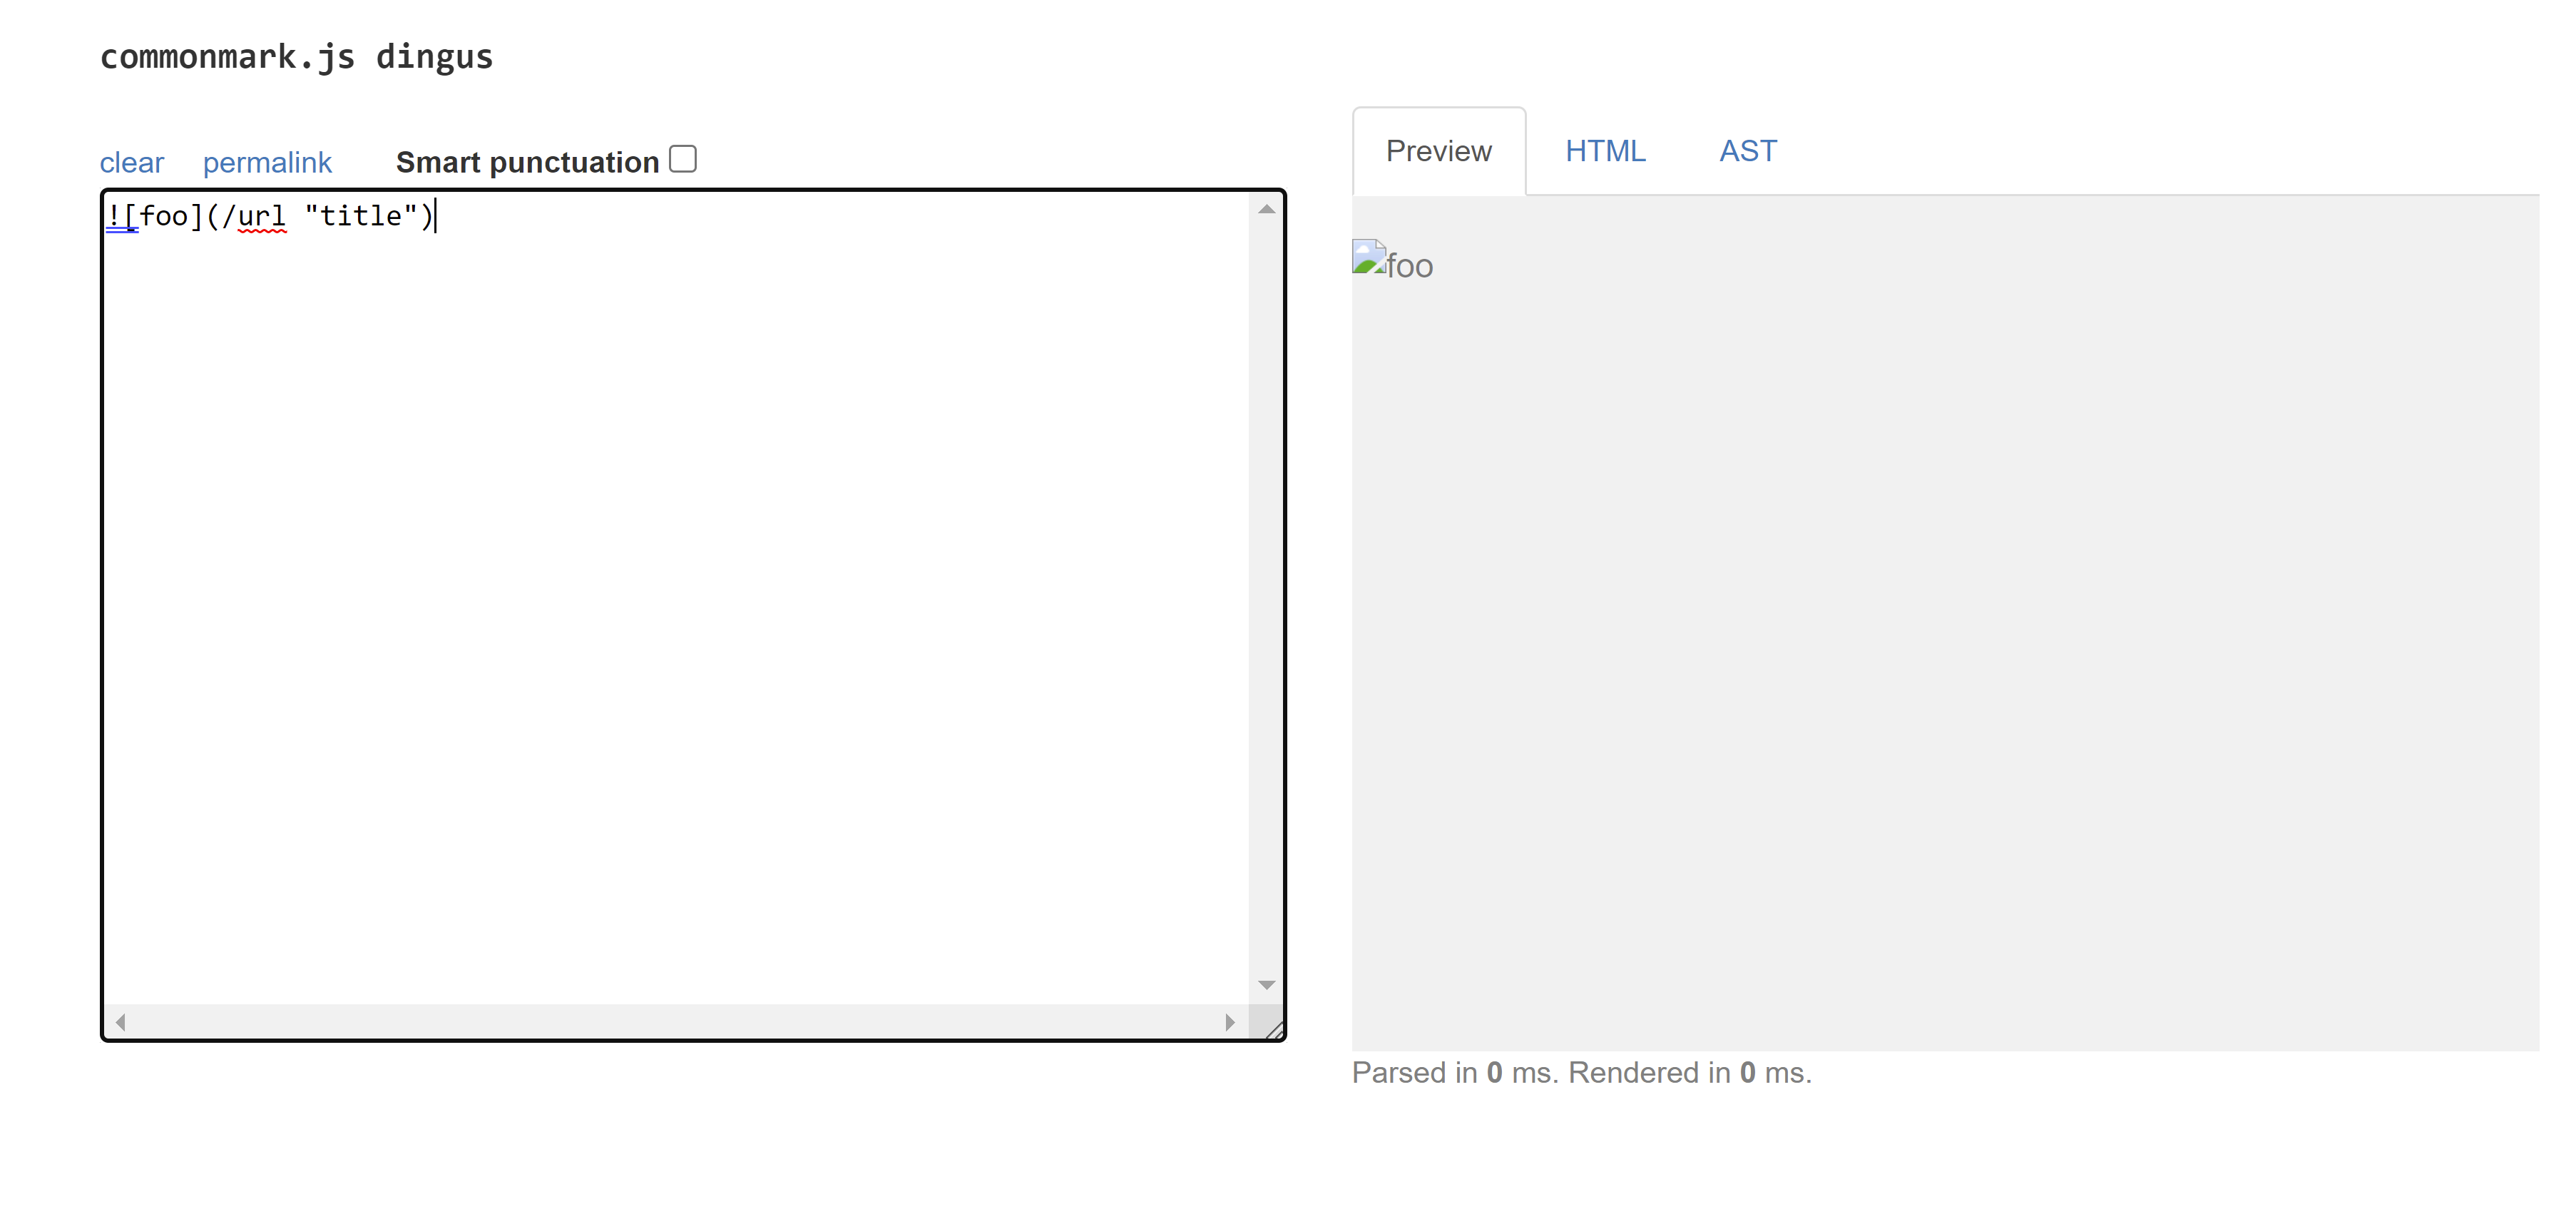 commonmark.js dingus
clear permalink Smart punctuation
![foo](/url "title")
Preview HTML AST
foo
Parsed in 0 ms. Rendered in 0 ms.